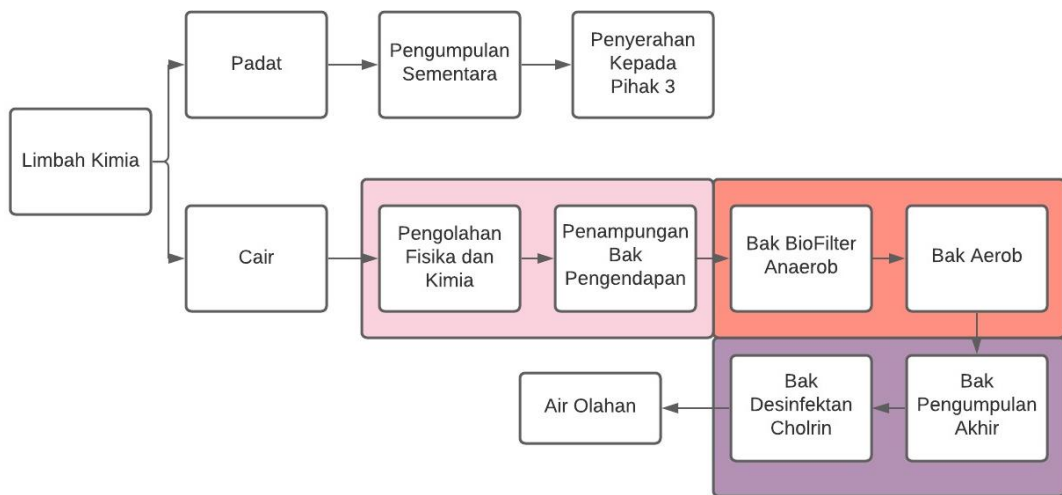 Limbah Kimia
Padat
Pengumpulan
Sementara
Penyerahan
Kepada
Pihak 3
Cair
Pengolahan
Fisika dan
Kimia
Penampungan
Bak
Pengendapan
Bak BioFilter
Anaerob
Bak Aerob
Bak
Pengumpulan
Akhir
Bak
Desinfektan
Cholrin
Air Olahan